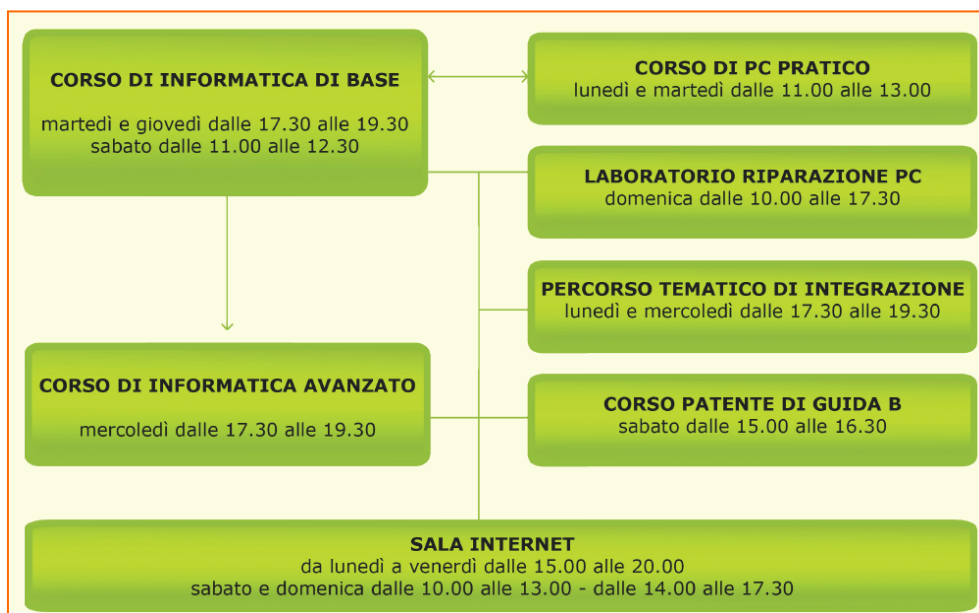 CORSO DI INFORMATICA DI BASE
martedì e giovedì dalle 17.30 alle 19.30
sabato dalle 11.00 alle 12.30
CORSO DI PC PRATICO
lunedì e martedì dalle 11.00 alle 13.00
LABORATORIO RIPARAZIONE PC
domenica dalle 10.00 alle 17.30
PERCORSO TEMATICO DI INTEGRAZIONE
lunedì e mercoledì dalle 17.30 alle 19.30
CORSO DI INFORMATICA AVANZATO
mercoledì dalle 17.30 alle 19.30
CORSO PATENTE DI GUIDA B
sabato dalle 15.00 alle 16.30
SALA INTERNET
da lunedì a venerdì dalle 15.00 alle 20.00
sabato e domenica dalle 10.00 alle 13.00 - dalle 14.00 alle 17.30